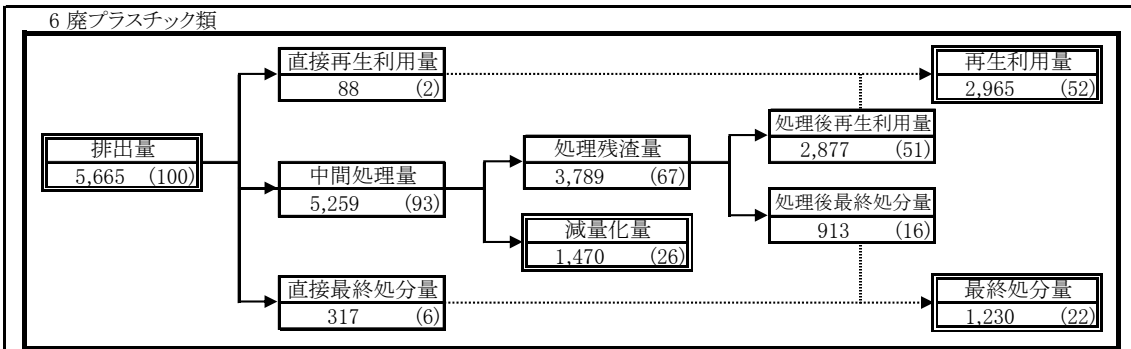 6 廃プラスチック類
直接再生利用量
88 (2)
再生利用量
2,965 (52)
処理後再生利用量
2,877 (51)
排出量
5,665 (100)
処理残渣量
3,789 (67)
中間処理量
5,259 (93)
処理後最終処分量
913 (16)
減量化量
1,470 (26)
直接最終処分量
317 (6)
最終処分量
1,230 (22)